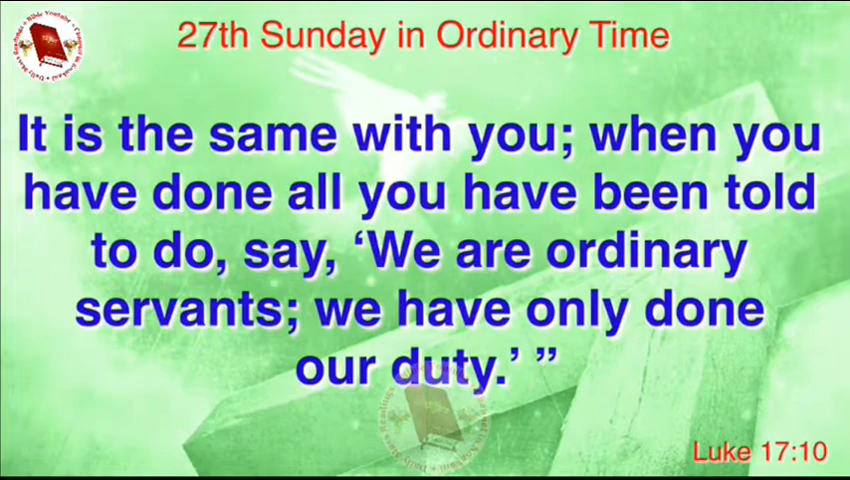 27th Sunday in Ordinary Time
It is the same with you; when you
have done all you have been told
to do, say, ‘We are ordinary
servants; we have only done
our duty.’ ”
Luke 17:10